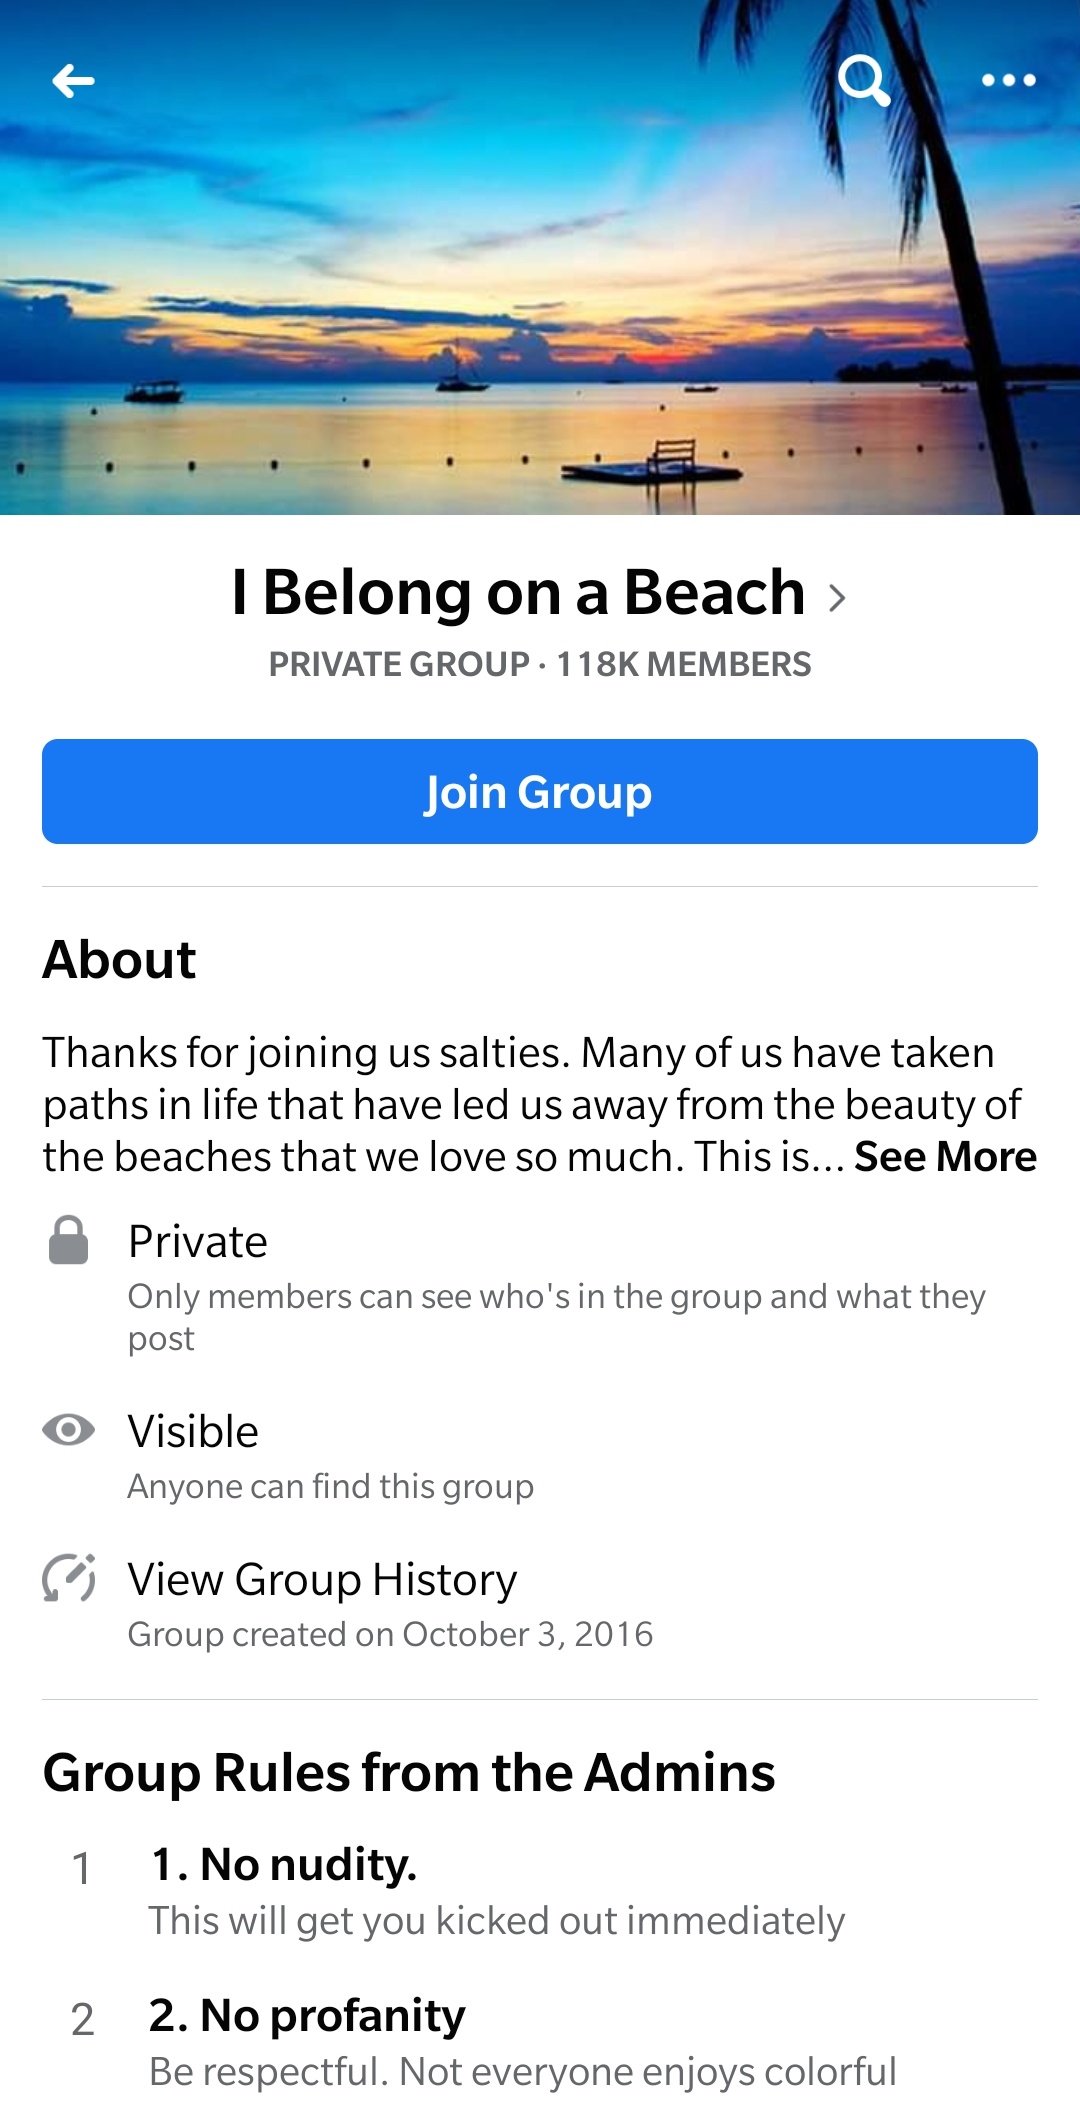 I Belong on a Beach
PRIVATE GROUP · 118K MEMBERS
Join Group
About
Thanks for joining us salties. Many of us have taken
paths in life that have led us away from the beauty of
the beaches that we love so much. This is... See More
Private
Only members can see who's in the group and what they
post
Visible
Anyone can find this group
View Group History
Group created on October 3, 2016
Group Rules from the Admins
1 1. No nudity.
This will get you kicked out immediately
2 2. No profanity
Be respectful. Not everyone enjoys colorful